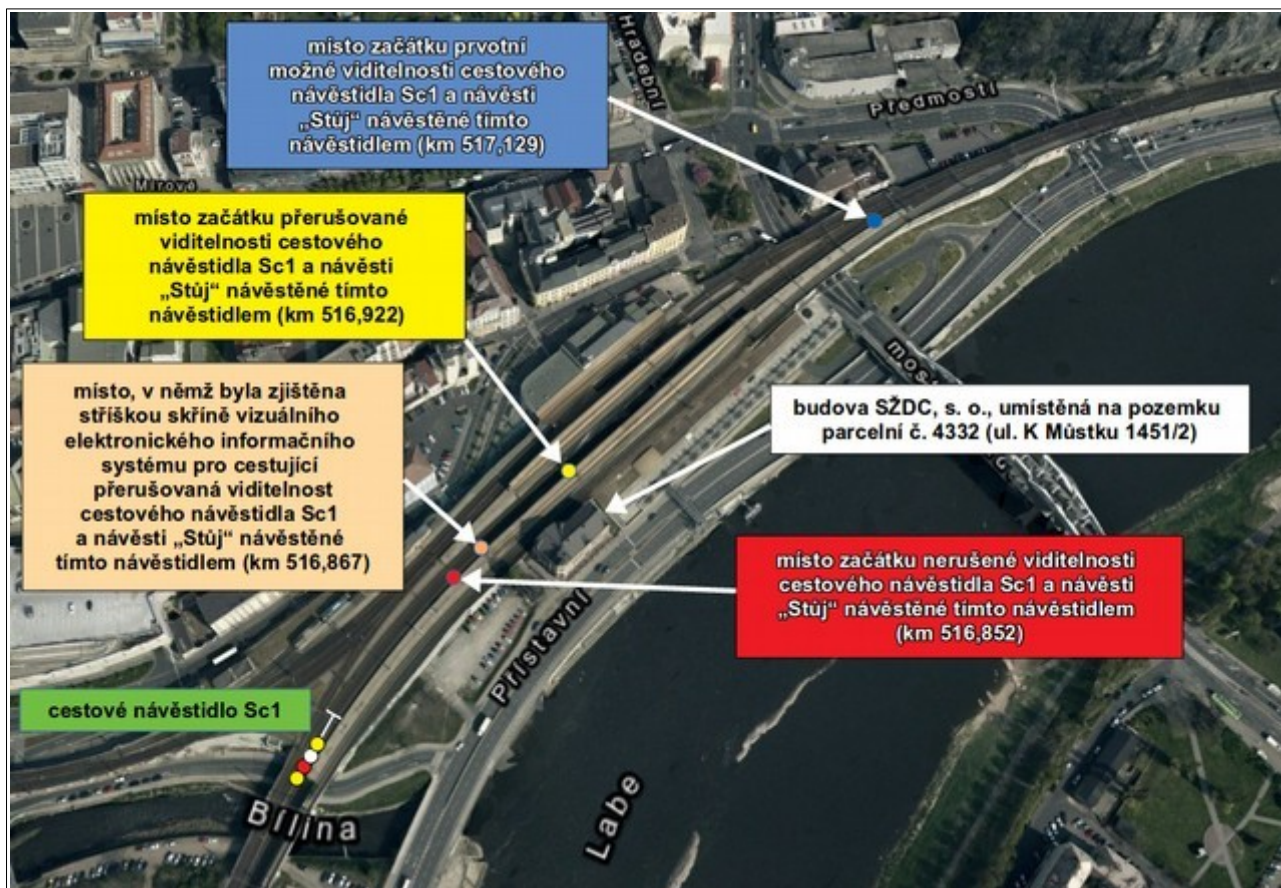 místo začátku prvotní
možné viditelnosti cestového
návěstidla Sc1 a návěsti
„Stůj“ návěstěné tímto
návěstidlem (km 517,129)
Hradební
Předmostí
Mírové
místo začátku přerušované
viditelnosti cestového
návěstidla Sc1 a návěsti
„Stůj“ návěstěné tímto
návěstidlem (km 516,922)
místo, v němž byla zjištěna
stříškou skříně vizuálního
elektronického informačního
systému pro cestující
přerušovaná viditelnost
cestového návěstidla Sc1
a návěsti „Stůj“ návěstěné
tímto návěstidlem (km 516,867)
budova SŽDC, s. o., umístěná na pozemku
parcelní č. 4332 (ul. K Můstku 1451/2)
místo začátku nerušené viditelnosti
cestového návěstidla Sc1 a návěsti
„Stůj“ návěstěné tímto návěstidlem
(km 516,852)
Přístavní
cestové návěstidlo Sc1
Bílina
Labe